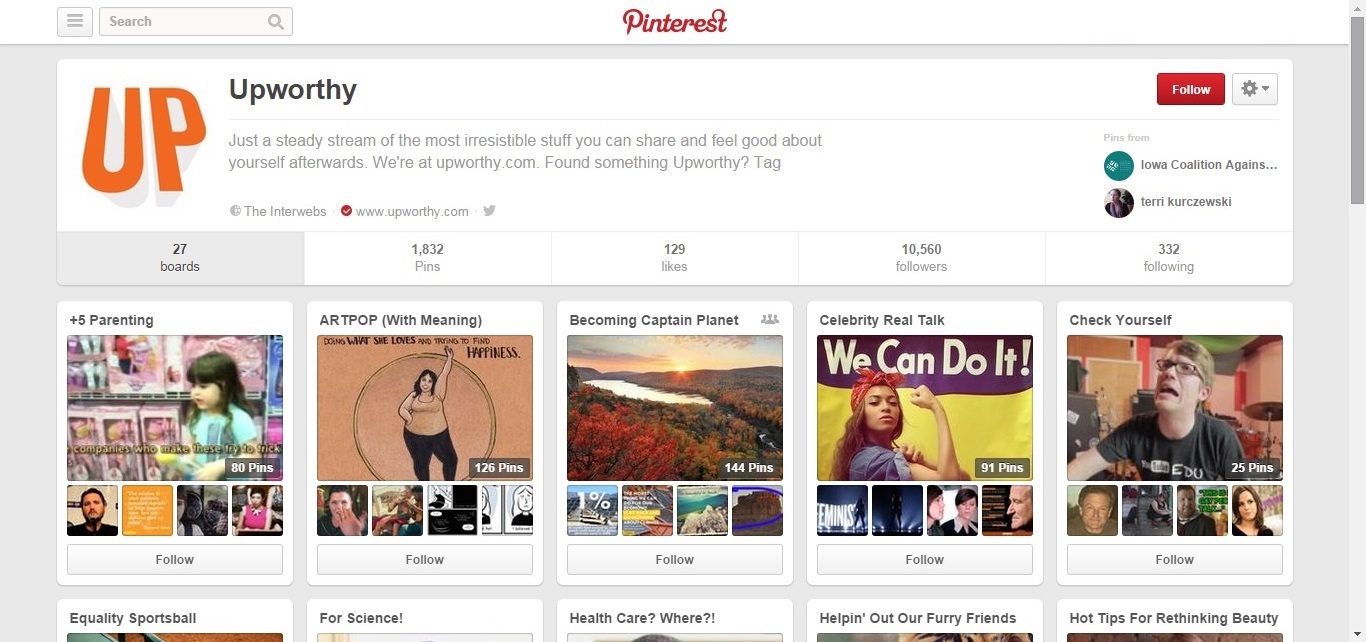 Search
Pinterest
UP
Upworthy
Follow
Just a steady stream of the most irresistible stuff you can share and feel good about
yourself afterwards. We're at upworthy.com. Found something Upworthy? Tag
Pins from
Iowa Coalition Agains...
terri kurczewski
The Interwebs · www.upworthy.com ·
27
boards
1,832
Pins
129
likes
10,560
followers
332
following
+5 Parenting
companies who make these try to trick
80 Pins
Follow
ARTPOP (With Meaning)
DOING WHAT SHE LOVES AND TRYING TO FIND
HAPPINESS.
126 Pins
Follow
Becoming Captain Planet
144 Pins
1%
Follow
Celebrity Real Talk
We Can Do It!
91 Pins
EMINIS
Follow
Check Yourself
You Tube EDU
25 Pins
Follow
Equality Sportsball
For Science!
Health Care? Where?!
Helpin' Out Our Furry Friends
Hot Tips For Rethinking Beauty